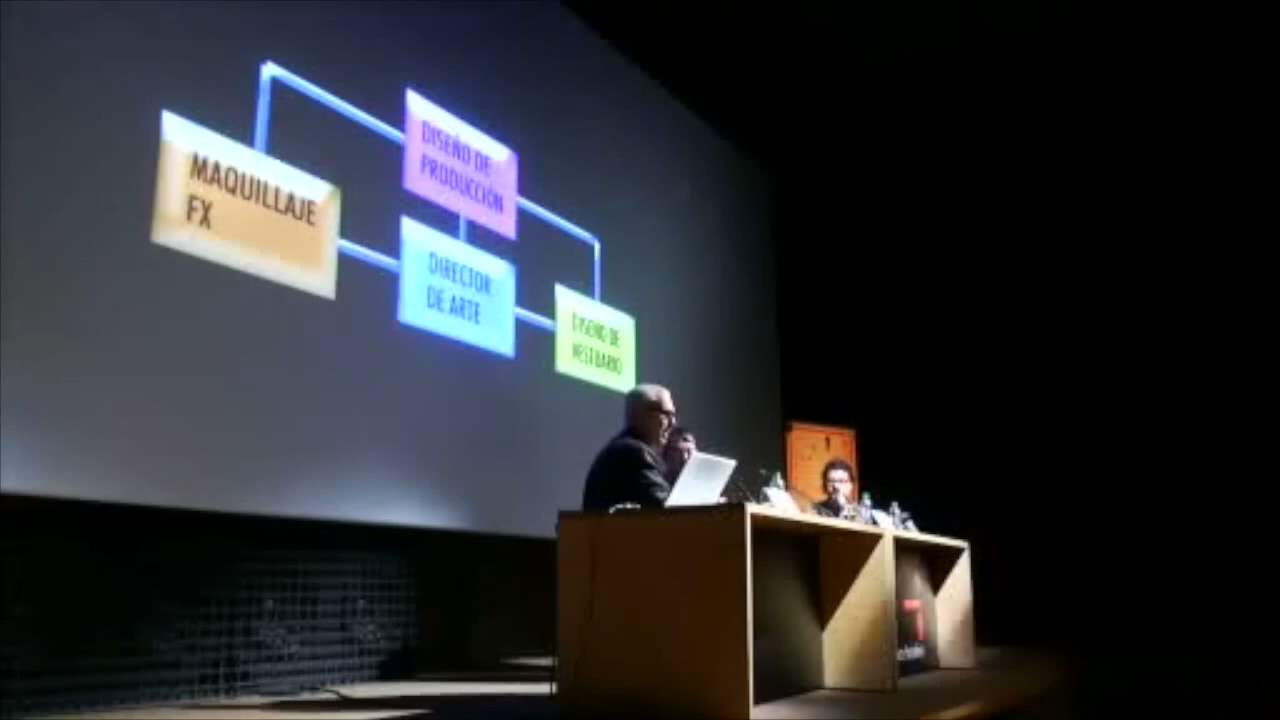 MAQUILLAJE
FX
DISEÑO DE
PRODUCCIÓN
DIRECTOR
DE ARTE
DISEÑO DE
VESTUARIO